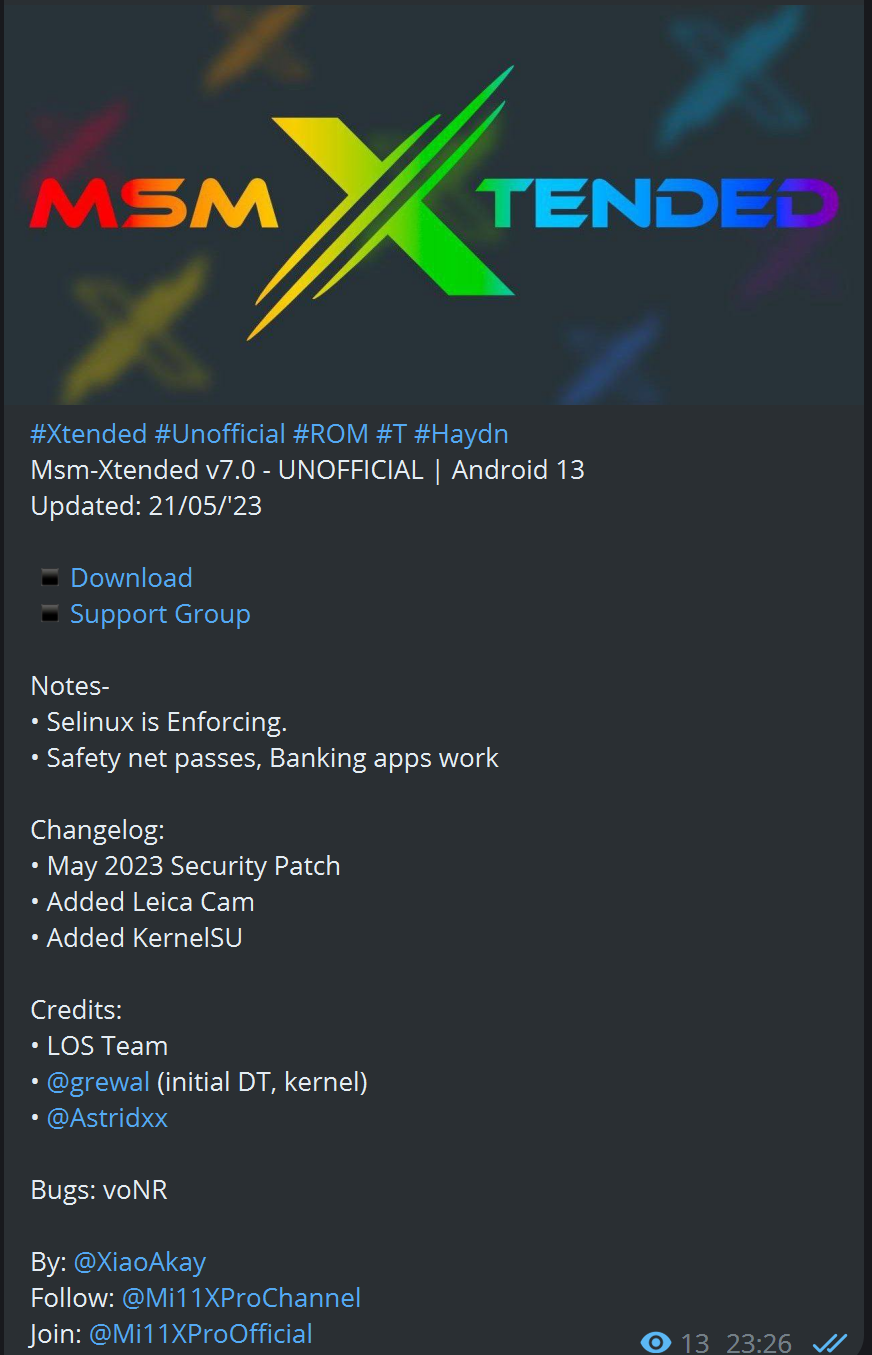 MSM XTENDED
#Xtended #Unofficial #ROM #T #Haydn
Msm-Xtended v7.0 - UNOFFICIAL | Android 13
Updated: 21/05/'23
▪ Download
▪ Support Group
Notes-
• Selinux is Enforcing.
• Safety net passes, Banking apps work
Changelog:
• May 2023 Security Patch
• Added Leica Cam
• Added KernelSU
Credits:
• LOS Team
• @grewal (initial DT, kernel)
• @Astridxx
Bugs: voNR
By: @XiaoAkay
Follow: @Mi11XProChannel
Join: @Mi11XProOfficial
13 23:26